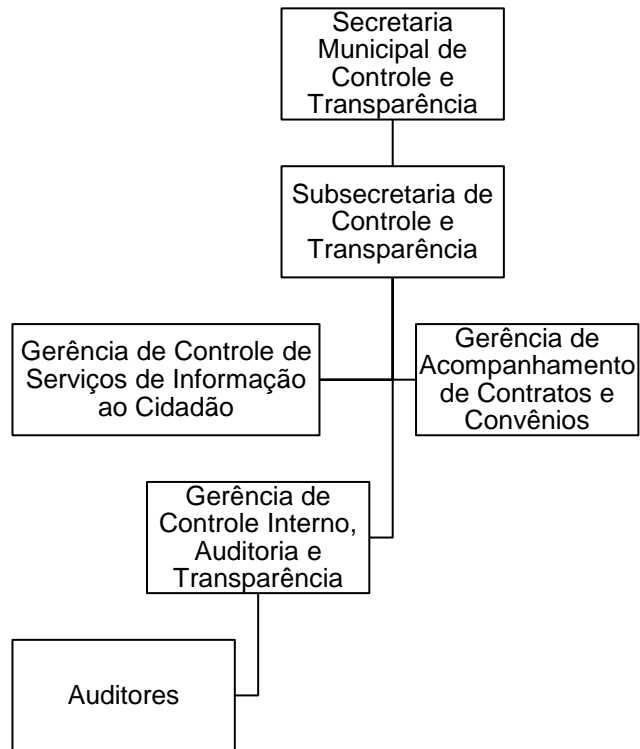 Secretaria
Municipal de
Controle e
Transparência
Subsecretaria de
Controle e
Transparência
Gerência de Controle de
Serviços de Informação
ao Cidadão
Gerência de
Acompanhamento
de Contratos e
Convênios
Gerência de
Controle Interno,
Auditoria e
Transparência
Auditores